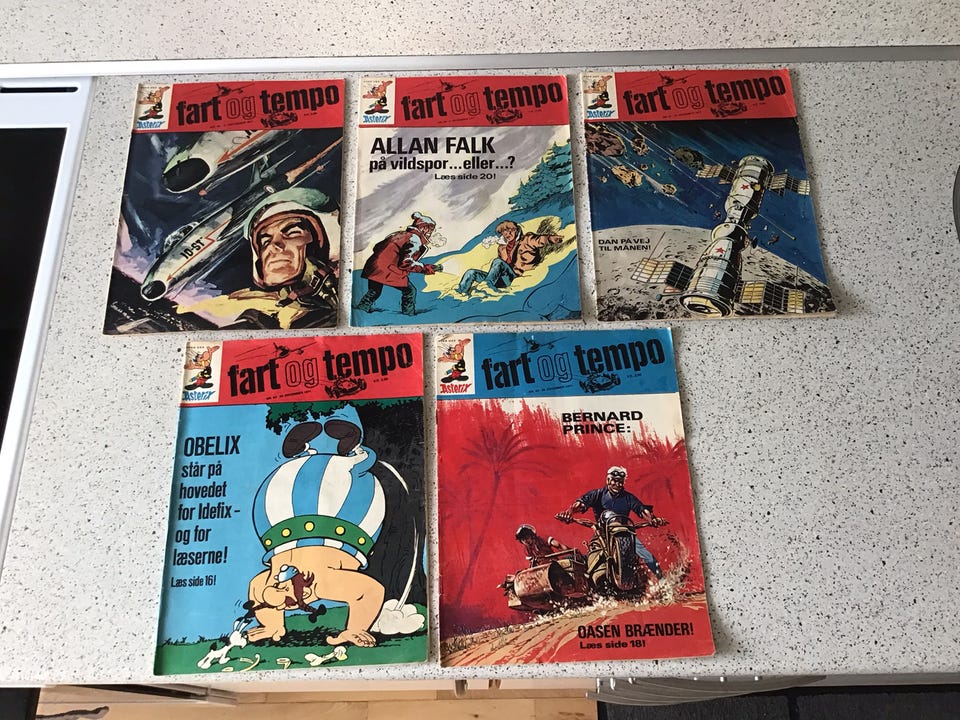 Asterix
fart og tempo
10-ST
Asterix
fart og tempo
ALLAN FALK
på vildspor...eller...?
Læs side 20!
Asterix
fart og tempo
DAN PÅ VEJ
TIL MÅNEN!
Asterix
fart og tempo
OBELIX
står på
hovedet
for Idefix-
og for
læserne!
Læs side 16!
Asterix
fart og tempo
BERNARD
PRINCE:
OASEN BRÆNDER!
Læs side 18!